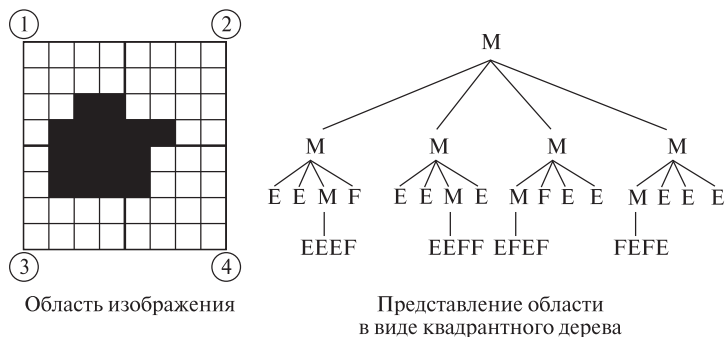 1 2
M
M M M M
E E M F E E M E M F E E M E E E
EEEF EEFF EFEF FEFE
3 4
Область изображения
Представление области
в виде квадрантного дерева